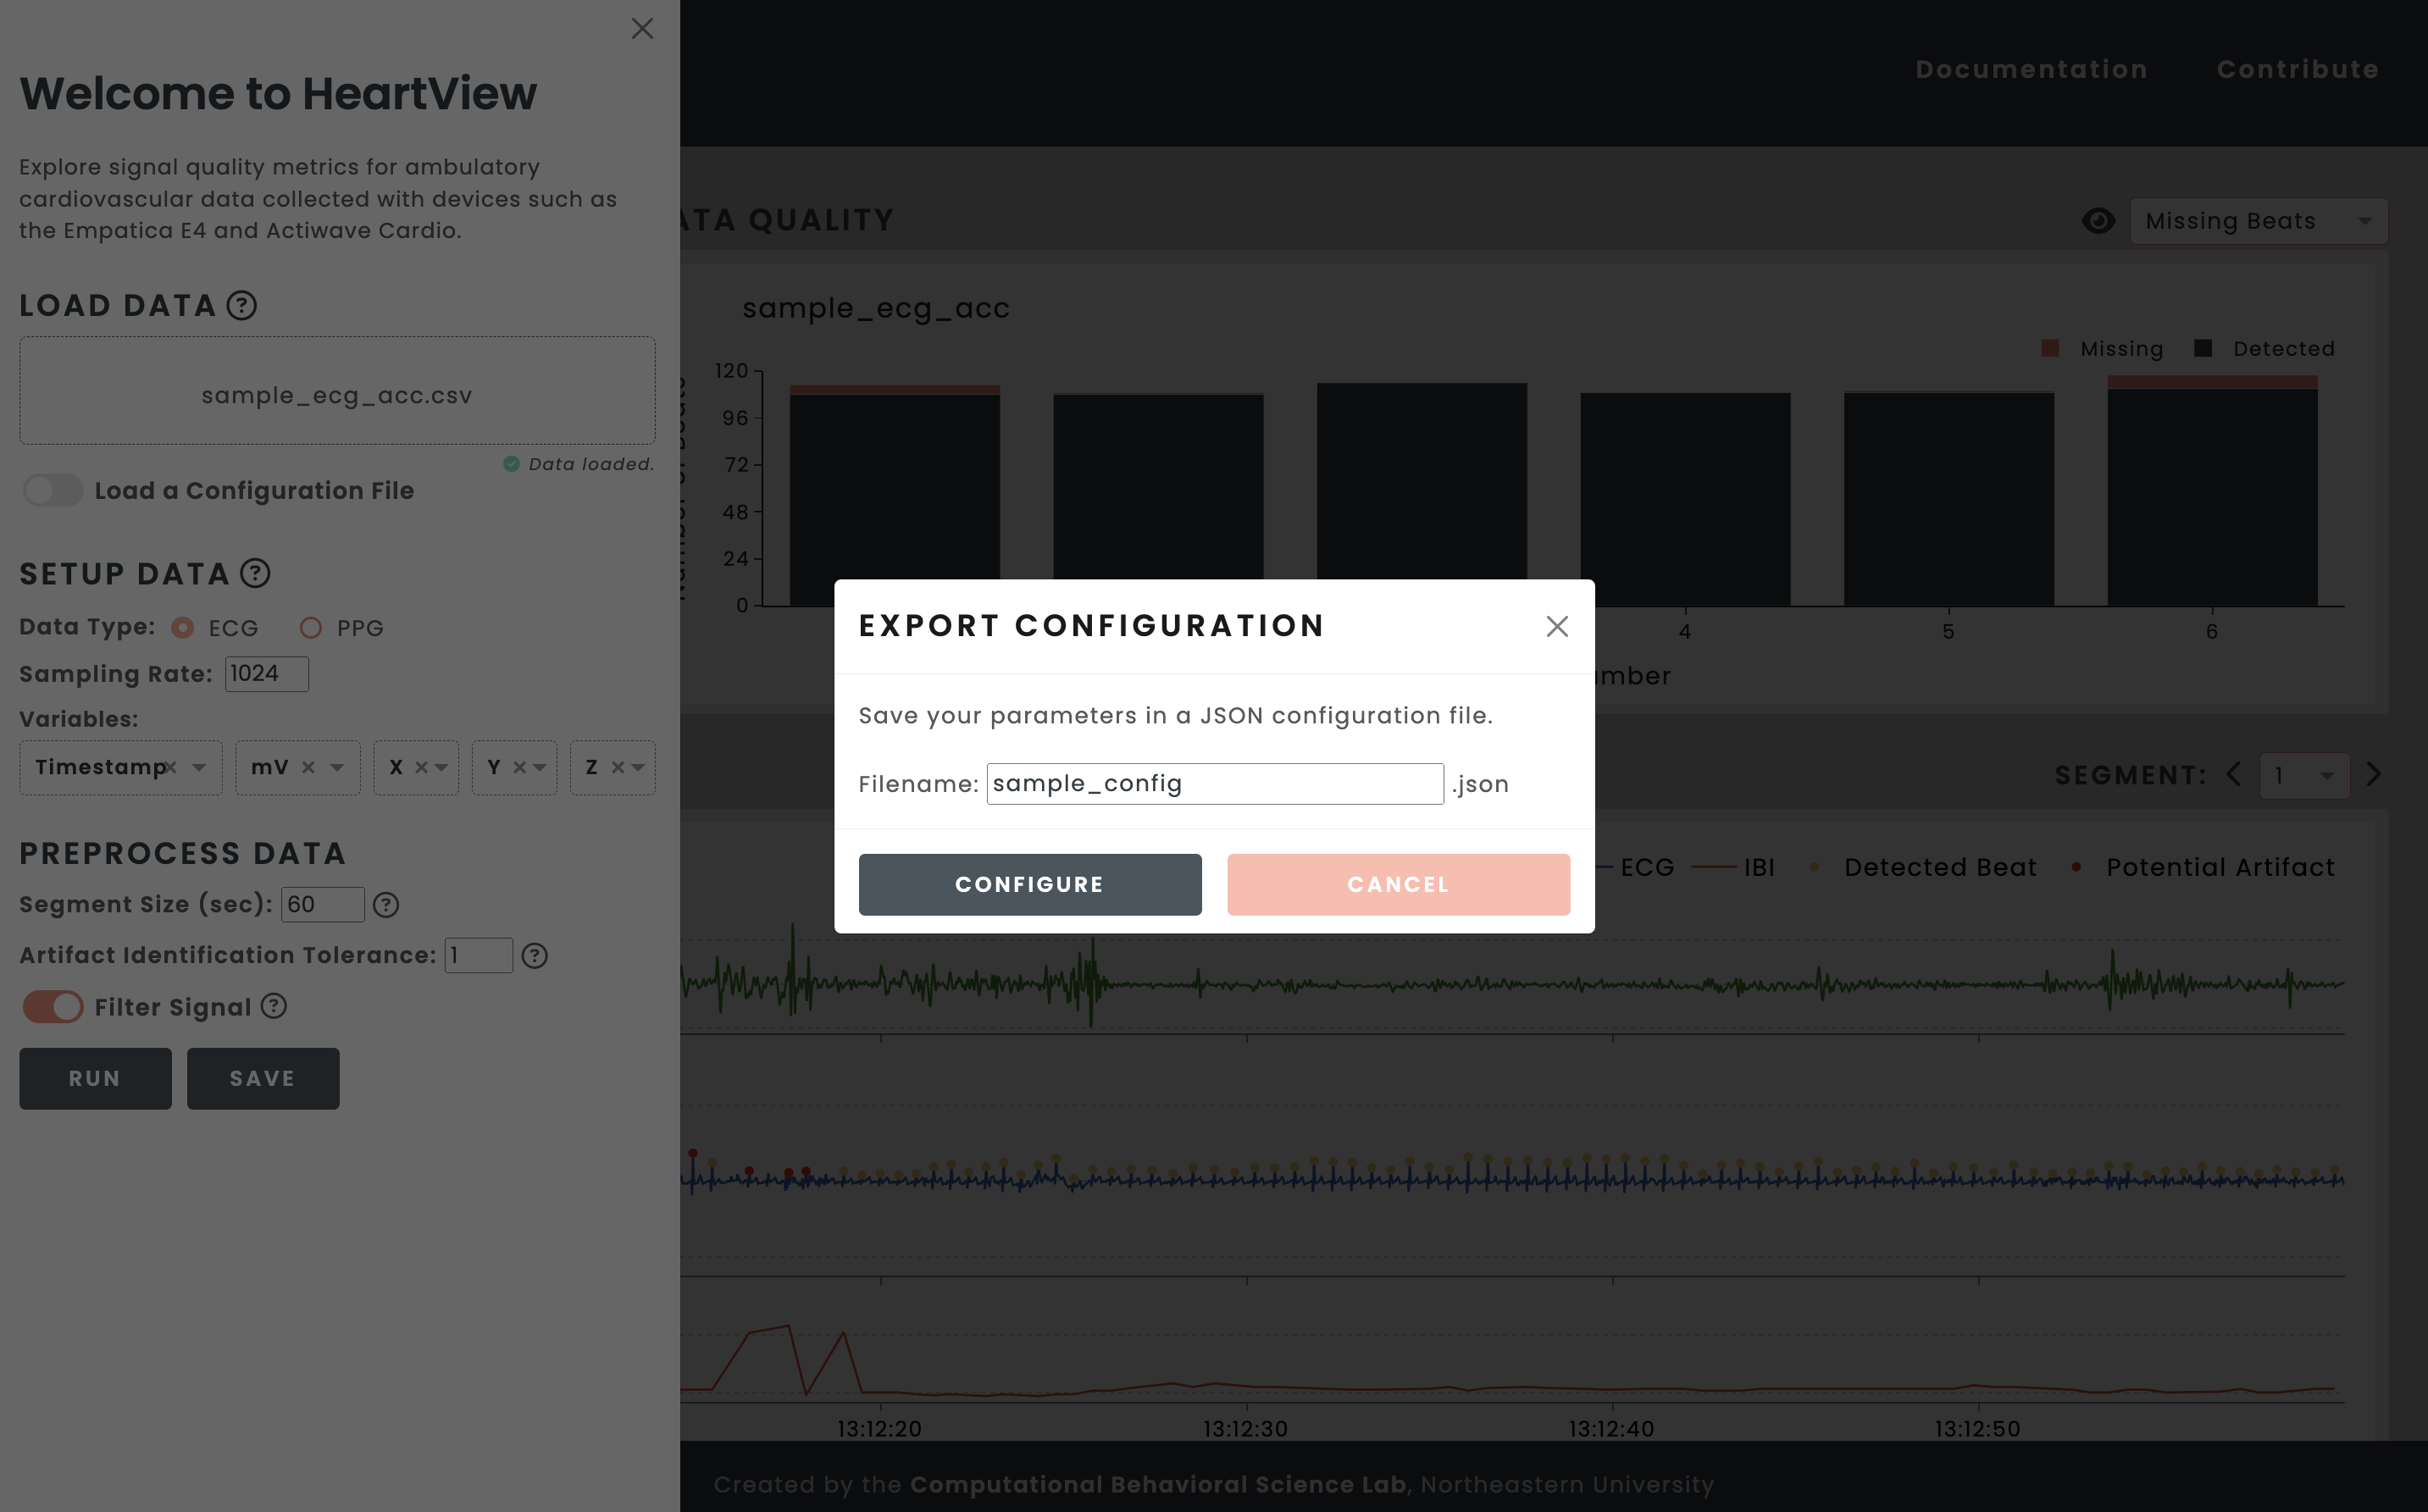 Welcome to HeartView
Explore signal quality metrics for ambulatory
cardiovascular data collected with devices such as
the Empatica E4 and Actiwave Cardio.
LOAD DATA ?
sample_ecg_acc.csv
Data loaded.
Load a Configuration File
SETUP DATA ?
Data Type: ECG PPG
Sampling Rate: 1024
Variables:
Timestamp mV X Y Z
PREPROCESS DATA
Segment Size (sec): 60 ?
Artifact Identification Tolerance: 1 ?
Filter Signal ?
RUN SAVE
Documentation Contribute
ATA QUALITY
Missing Beats
sample_ecg_acc
Missing Detected
120
96
72
48
24
0
4 5 6
EXPORT CONFIGURATION
Save your parameters in a JSON configuration file.
Filename: sample_config .json
CONFIGURE CANCEL
SEGMENT: 1
ECG IBI Detected Beat Potential Artifact
13:12:20 13:12:30 13:12:40 13:12:50
Created by the Computational Behavioral Science Lab, Northeastern University